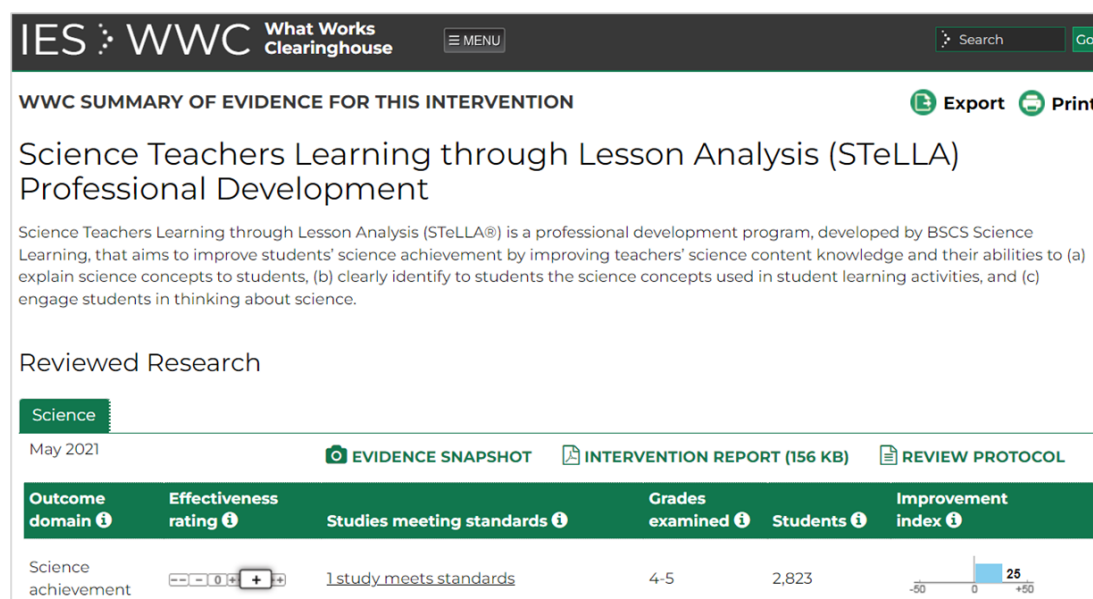 IES WWC What Works Clearinghouse
☰ MENU
Search
Go
WWC SUMMARY OF EVIDENCE FOR THIS INTERVENTION
Export
Print
Science Teachers Learning through Lesson Analysis (STeLLA)
Professional Development
Science Teachers Learning through Lesson Analysis (STeLLA®) is a professional development program, developed by BSCS Science
Learning, that aims to improve students' science achievement by improving teachers' science content knowledge and their abilities to (a)
explain science concepts to students, (b) clearly identify to students the science concepts used in student learning activities, and (c)
engage students in thinking about science.
Reviewed Research
Science
May 2021
EVIDENCE SNAPSHOT
INTERVENTION REPORT (156 KB)
REVIEW PROTOCOL
Outcome domain
Effectiveness rating
Studies meeting standards
Grades examined
Students
Improvement index
Science achievement
-- - 0 + + ++
1 study meets standards
4-5
2,823
25
-50 0 +50